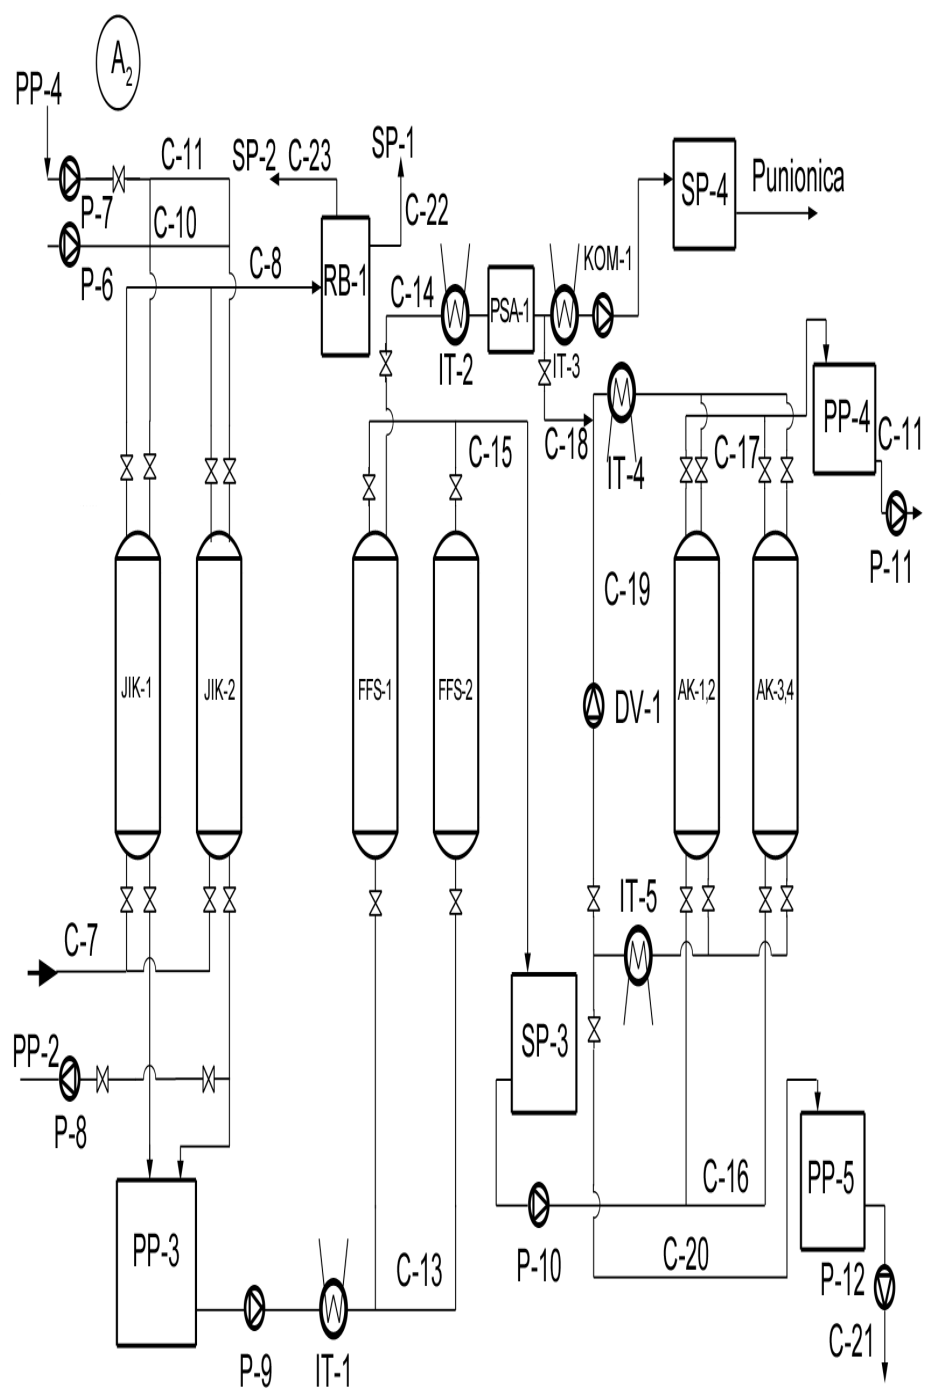 A2
PP-4
C-11
SP-2
C-23
SP-1
SP-4
Punionica
P-7
C-10
C-22
P-6
C-8
RB-1
C-14
KOM-1
PSA-1
IT-2
IT-3
PP-4
C-11
C-15
C-18
IT-4
C-17
P-11
C-19
JIK-1
JIK-2
FFS-1
FFS-2
DV-1
AK-1,2
AK-3,4
C-7
IT-5
PP-2
SP-3
P-8
C-16
PP-5
PP-3
P-10
C-20
C-13
P-12
P-9
IT-1
C-21